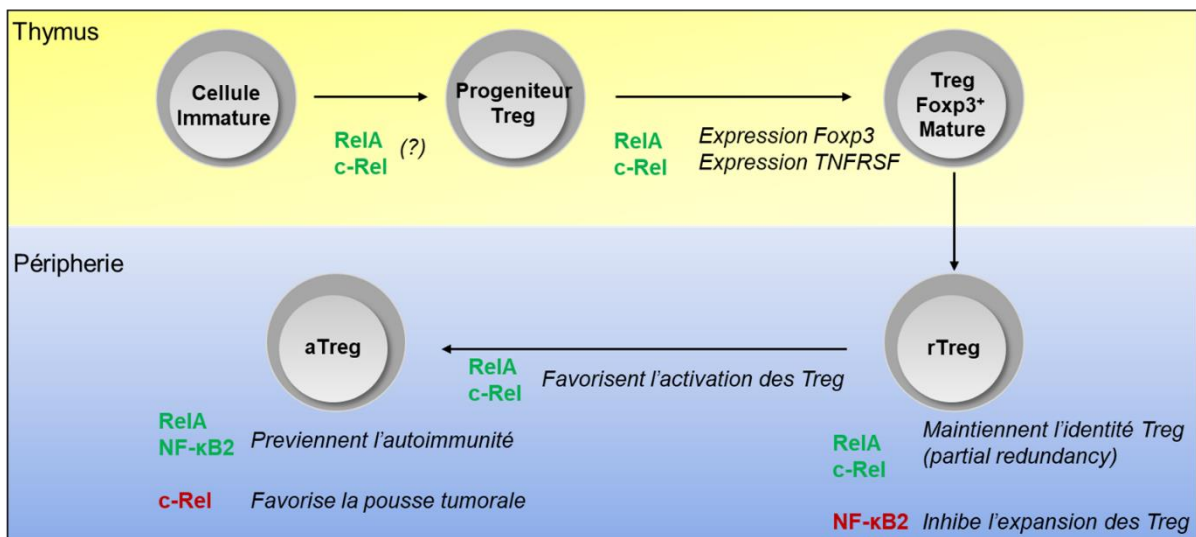 Thymus
Cellule
Immature
RelA
c-Rel
(?)
Progeniteur
Treg
RelA
c-Rel
Expression Foxp3
Expression TNFRSF
Treg
Foxp3⁺
Mature
Péripherie
aTreg
RelA
NF-κB2
Previennent l’autoimmunité
c-Rel
Favorise la pousse tumorale
RelA
c-Rel
Favorisent l’activation des Treg
rTreg
RelA
c-Rel
Maintiennent l’identité Treg
(partial redundancy)
NF-κB2
Inhibe l’expansion des Treg